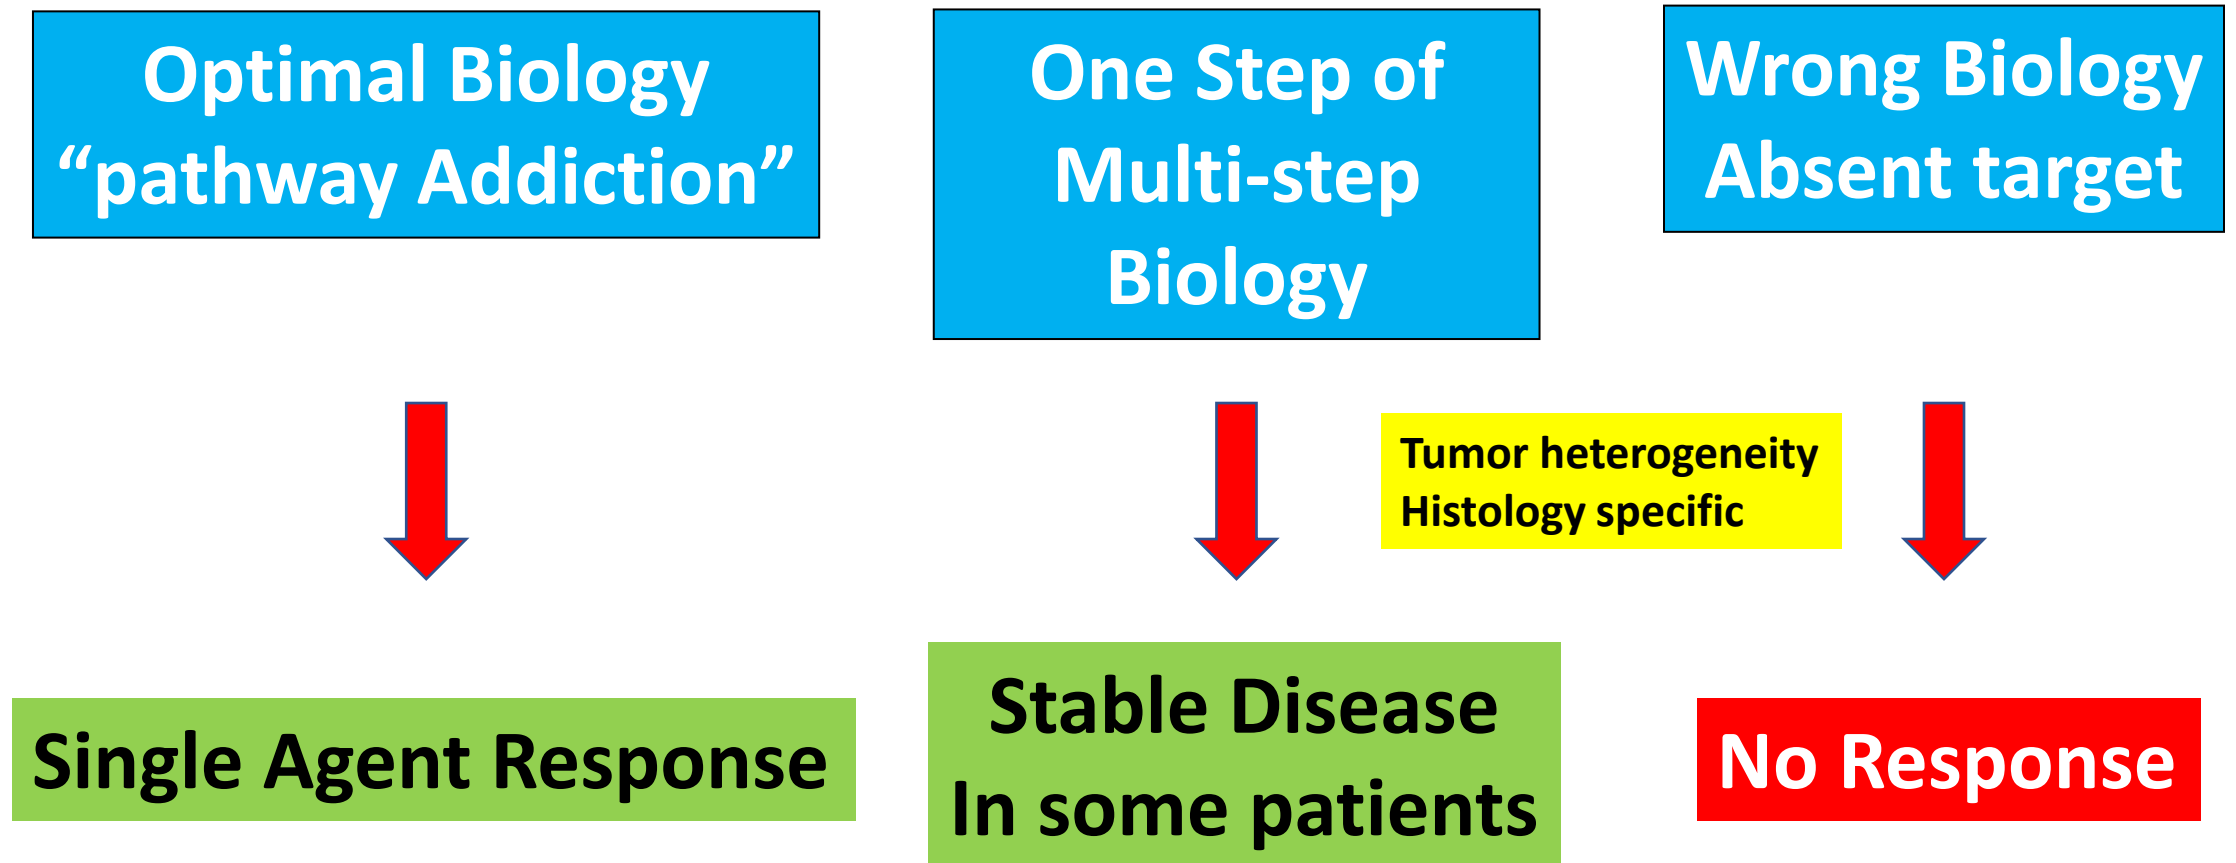 Optimal Biology
“pathway Addiction”
One Step of
Multi-step
Biology
Wrong Biology
Absent target
Tumor heterogeneity
Histology specific
Single Agent Response
Stable Disease
In some patients
No Response